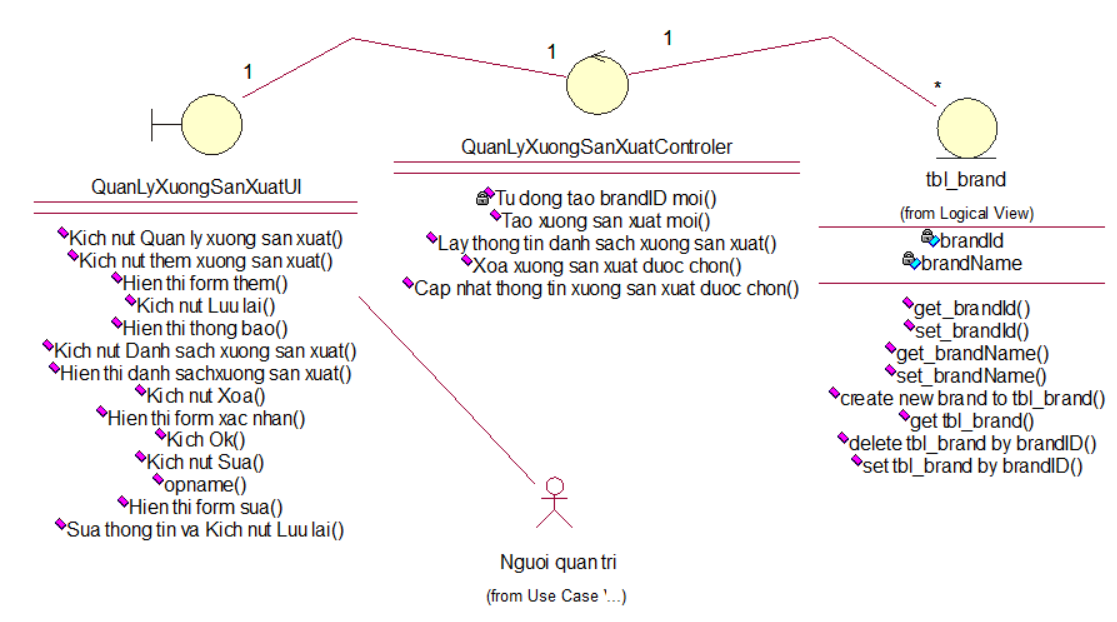 1
1
1
*
QuanLyXuongSanXuatUI
Kich nut Quan ly xuong san xuat()
Kich nut them xuong san xuat()
Hien thi form them()
Kich nut Luu lai()
Hien thi thong bao()
Kich nut Danh sach xuong san xuat()
Hien thi danh sachxuong san xuat()
Kich nut Xoa()
Hien thi form xac nhan()
Kich Ok()
Kich nut Sua()
opname()
Hien thi form sua()
Sua thong tin va Kich nut Luu lai()
QuanLyXuongSanXuatControler
Tu dong tao brandID moi()
Tao xuong san xuat moi()
Lay thong tin danh sach xuong san xuat()
Xoa xuong san xuat duoc chon()
Cap nhat thong tin xuong san xuat duoc chon()
tbl_brand
(from Logical View)
brandId
brandName
get_brandId()
set_brandId()
get_brandName()
set_brandName()
create new brand to tbl_brand()
get tbl_brand()
delete tbl_brand by brandID()
set tbl_brand by brandID()
Nguoi quan tri
(from Use Case '...)